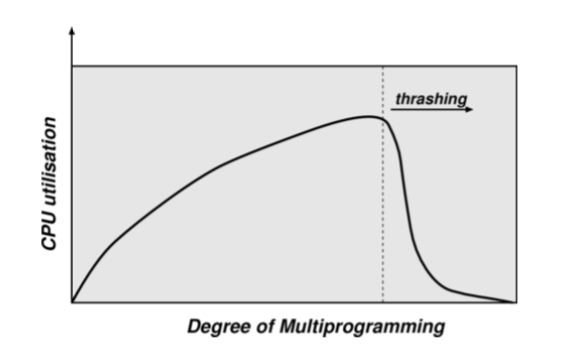 thrashing
CPU utilisation
Degree of Multiprogramming